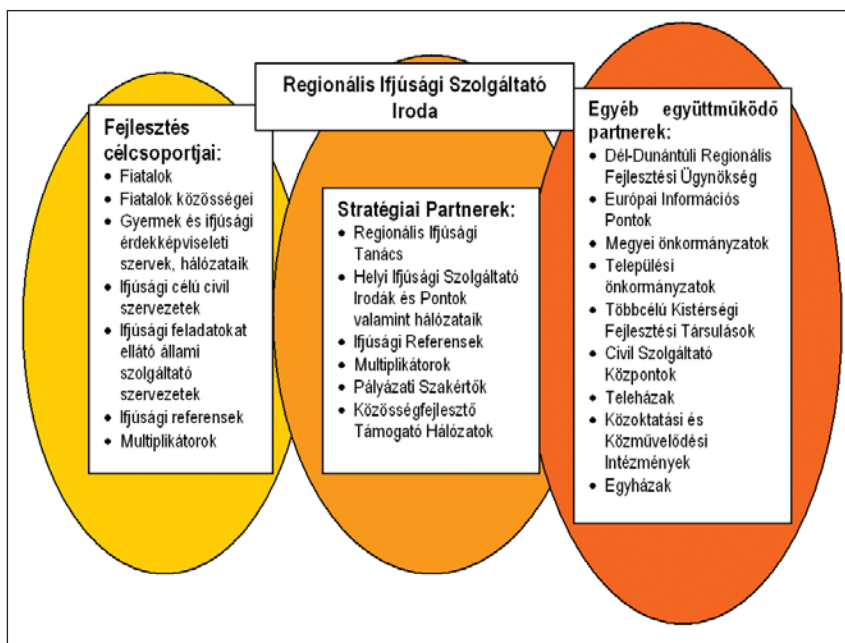 Regionális Ifjúsági Szolgáltató
Iroda
Fejlesztés
célcsoportjai:
• Fiatalok
• Fiatalok közösségei
• Gyermek és ifjúsági
érdekképviseleti
szervek, hálózataik
• Ifjúsági célú civil
szervezetek
• Ifjúsági feladatokat
ellátó állami
szolgáltató
szervezetek
• Ifjúsági referensek
• Multiplikátorok
Stratégiai Partnerek:
• Regionális Ifjúsági
Tanács
• Helyi Ifjúsági Szolgáltató
Irodák és Pontok
valamint hálózataik
• Ifjúsági Referensek
• Multiplikátorok
• Pályázati Szakértők
• Közösségfejlesztő
Támogató Hálózatok
Egyéb együttműködő
partnerek:
• Dél-Dunántúli Regionális
Fejlesztési Ügynökség
• Európai Információs
Pontok
• Megyei önkormányzatok
• Települési
önkormányzatok
• Többcélú Kistérségi
Fejlesztési Társulások
• Civil Szolgáltató
Központok
• Teleházak
• Közoktatási és
Közművelődési
Intézmények
• Egyházak